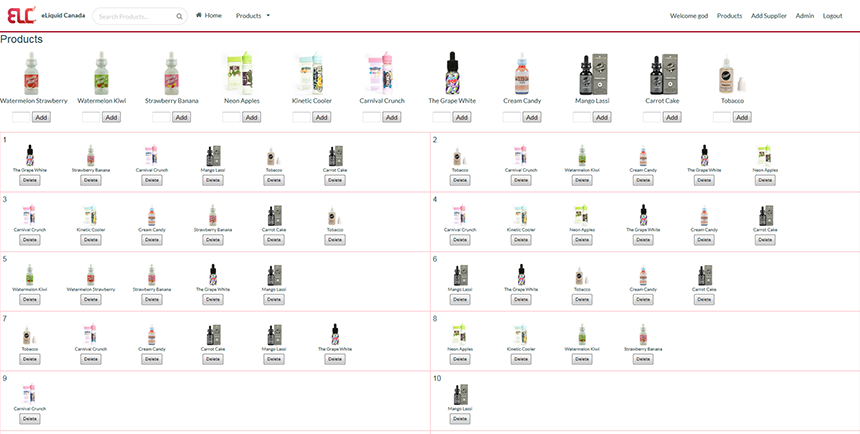 ELC eLiquid Canada Search Products... Home Products Welcome god Products Add Supplier Admin Logout
Products
Watermelon Strawberry Watermelon Kiwi Strawberry Banana Neon Apples Kinetic Cooler Carnival Crunch The Grape White Cream Candy Mango Lassi Carrot Cake Tobacco
Add Add Add Add Add Add Add Add Add Add Add
1
The Grape White Strawberry Banana Carnival Crunch Mango Lassi Tobacco Carrot Cake
Delete Delete Delete Delete Delete Delete
2
Tobacco Carnival Crunch Watermelon Kiwi Cream Candy The Grape White Neon Apples
Delete Delete Delete Delete Delete Delete
3
Carnival Crunch Kinetic Cooler Cream Candy Strawberry Banana Carrot Cake Tobacco
Delete Delete Delete Delete Delete Delete
4
Carnival Crunch Kinetic Cooler Neon Apples The Grape White Cream Candy Carrot Cake
Delete Delete Delete Delete Delete Delete
5
Watermelon Kiwi Watermelon Strawberry Strawberry Banana The Grape White Mango Lassi
Delete Delete Delete Delete Delete
6
Mango Lassi The Grape White Tobacco Cream Candy Carrot Cake
Delete Delete Delete Delete Delete
7
Tobacco Carnival Crunch Cream Candy Carrot Cake Mango Lassi The Grape White
Delete Delete Delete Delete Delete Delete
8
Neon Apples Kinetic Cooler Watermelon Kiwi Strawberry Banana
Delete Delete Delete Delete
9
Carnival Crunch
Delete
10
Mango Lassi
Delete